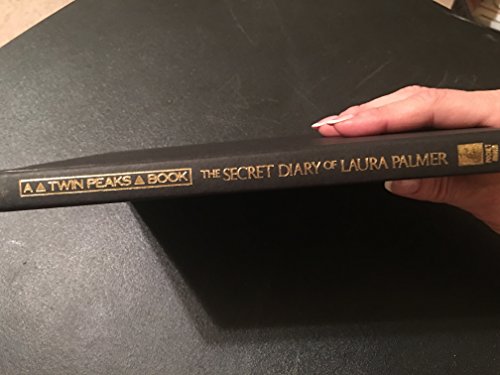 A ▲ TWIN PEAKS ▲ BOOK THE SECRET DIARY OF LAURA PALMER